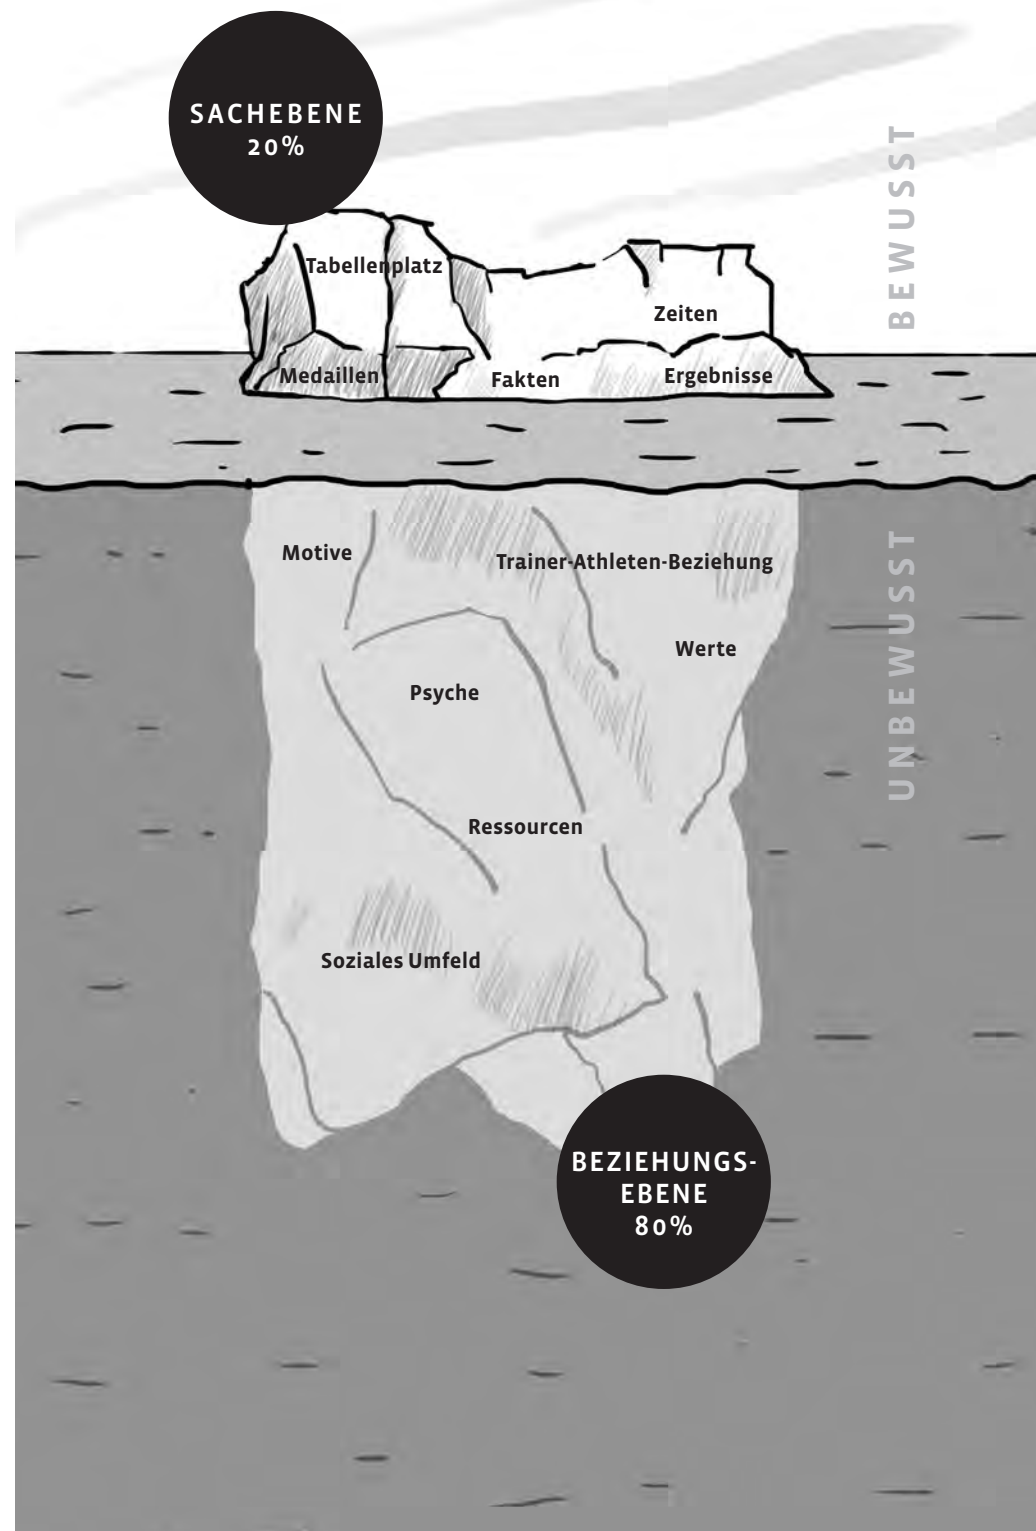 SACHEBENE
20%
BEWUSST
Tabellenplatz
Zeiten
Medaillen
Fakten
Ergebnisse
Motive
Trainer-Athleten-Beziehung
UNBEWUSST
Werte
Psyche
Ressourcen
Soziales Umfeld
BEZIEHUNGS-
EBENE
80%